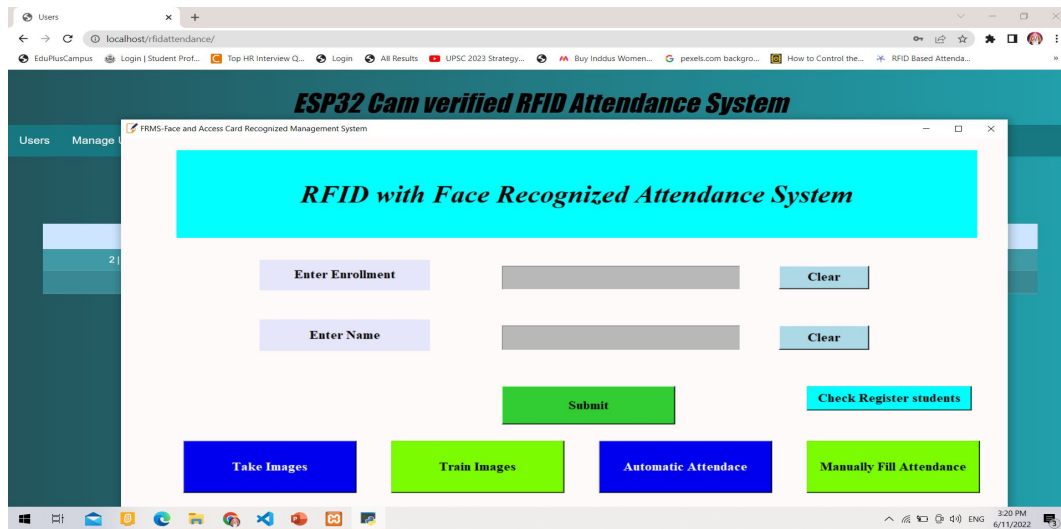 Users
localhost/rfidattendance/
EduPlusCampus Login | Student Prof... Top HR Interview Q... Login All Results UPSC 2023 Strategy... Buy Inddus Women... pexels.com backgro... How to Control the... RFID Based Attenda... »
ESP32 Cam verified RFID Attendance System
FRMS-Face and Access Card Recognized Management System
Users Manage U
RFID with Face Recognized Attendance System
2 |
Enter Enrollment Clear
Enter Name Clear
Submit Check Register students
Take Images Train Images Automatic Attendace Manually Fill Attendance
ENG 3:20 PM
6/11/2022